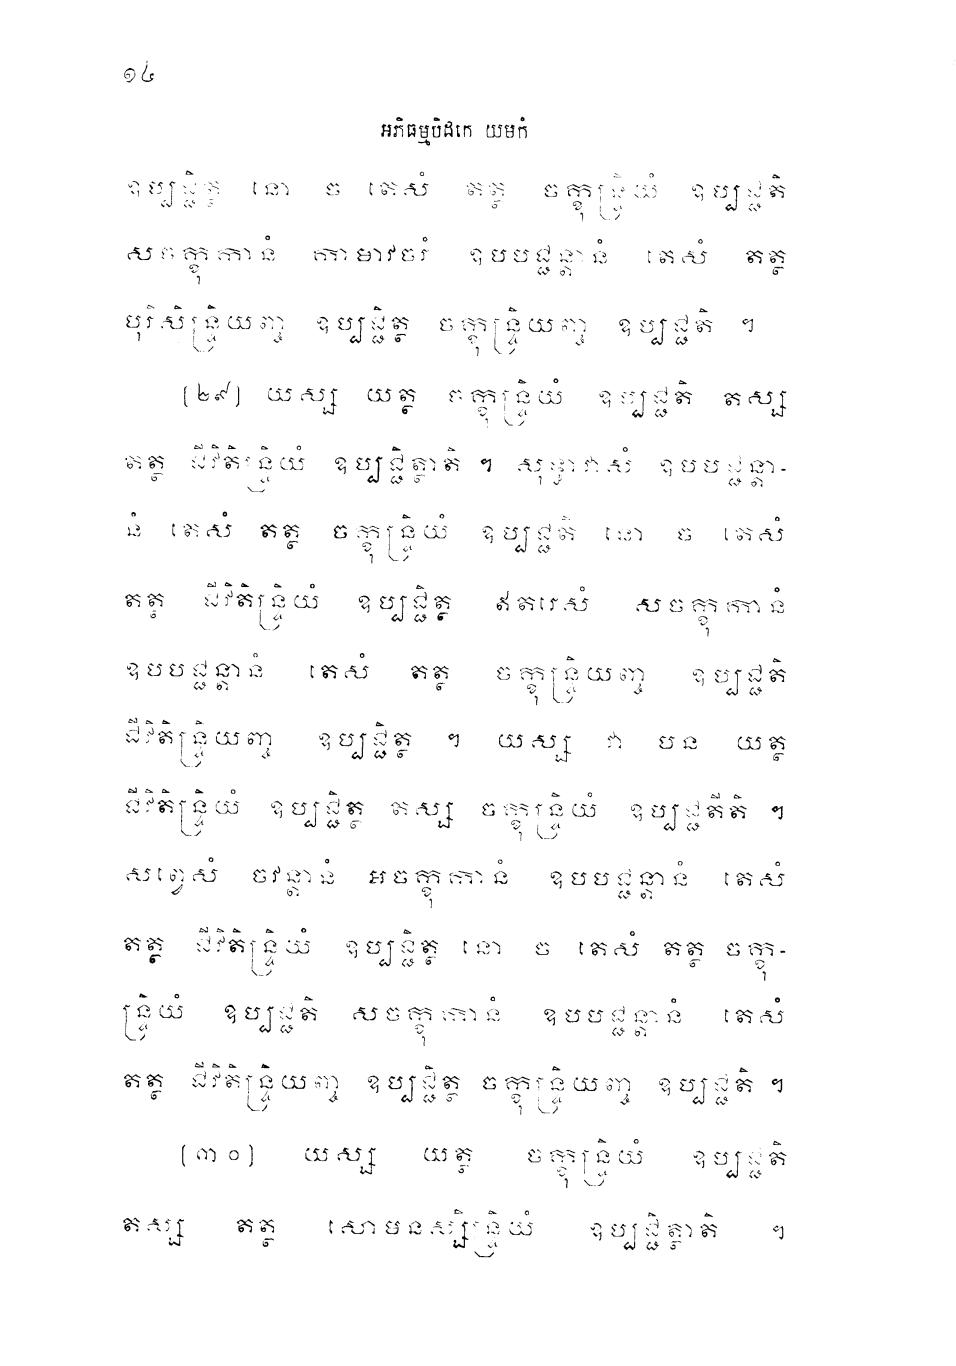 ១៤
អភិធម្មបិដកេ យមកំ
ឧប្បជ្ជិត្ថ នោ ច តេសំ តត្ថ ចក្ខុន្ទ្រិយំ ឧប្បជ្ជតិ
សចក្ខុកានំ កាមាវចរំ ឧបបជ្ជន្តានំ តេសំ តត្ថ
បុរិសិន្ទ្រិយញ្ច ឧប្បជ្ជិត្ថ ចក្ខុន្ទ្រិយញ្ច ឧប្បជ្ជតិ ។
[២៩] យស្ស យត្ថ ចក្ខុន្ទ្រិយំ ឧប្បជ្ជតិ តស្ស
តត្ថ ជីវិតិន្ទ្រិយំ ឧប្បជ្ជិត្ថាតិ ។ សុទ្ធាវាសំ ឧបបជ្ជន្តា-
នំ តេសំ តត្ថ ចក្ខុន្ទ្រិយំ ឧប្បជ្ជតិ នោ ច តេសំ
តត្ថ ជីវិតិន្ទ្រិយំ ឧប្បជ្ជិត្ថ ឥតរេសំ សចក្ខុកានំ
ឧបបជ្ជន្តានំ តេសំ តត្ថ ចក្ខុន្ទ្រិយញ្ច ឧប្បជ្ជតិ
ជីវិតិន្ទ្រិយញ្ច ឧប្បជ្ជិត្ថ ។ យស្ស វា បន យត្ថ
ជីវិតិន្ទ្រិយំ ឧប្បជ្ជិត្ថ តស្ស ចក្ខុន្ទ្រិយំ ឧប្បជ្ជតីតិ ។
សព្វេសំ ចវន្តានំ អចក្ខុកានំ ឧបបជ្ជន្តានំ តេសំ
តត្ថ ជីវិតិន្ទ្រិយំ ឧប្បជ្ជិត្ថ នោ ច តេសំ តត្ថ ចក្ខុ-
ន្ទ្រិយំ ឧប្បជ្ជតិ សចក្ខុកានំ ឧបបជ្ជន្តានំ តេសំ
តត្ថ ជីវិតិន្ទ្រិយញ្ច ឧប្បជ្ជិត្ថ ចក្ខុន្ទ្រិយញ្ច ឧប្បជ្ជតិ ។
[៣០] យស្ស យត្ថ ចក្ខុន្ទ្រិយំ ឧប្បជ្ជតិ
តស្ស តត្ថ សោមនស្សិន្ទ្រិយំ ឧប្បជ្ជិត្ថាតិ ។